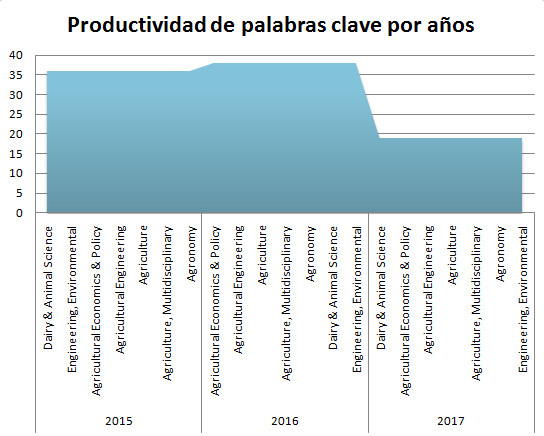 Productividad de palabras clave por años
40
35
30
25
20
15
10
5
0
Dairy & Animal Science
Engineering, Environmental
Agricultural Economics & Policy
Agricultural Engineering
Agriculture
Agriculture, Multidisciplinary
Agronomy
Agricultural Economics & Policy
Agricultural Engineering
Agriculture
Agriculture, Multidisciplinary
Agronomy
Dairy & Animal Science
Engineering, Environmental
Dairy & Animal Science
Agricultural Economics & Policy
Agricultural Engineering
Agriculture
Agriculture, Multidisciplinary
Agronomy
Engineering, Environmental
2015
2016
2017